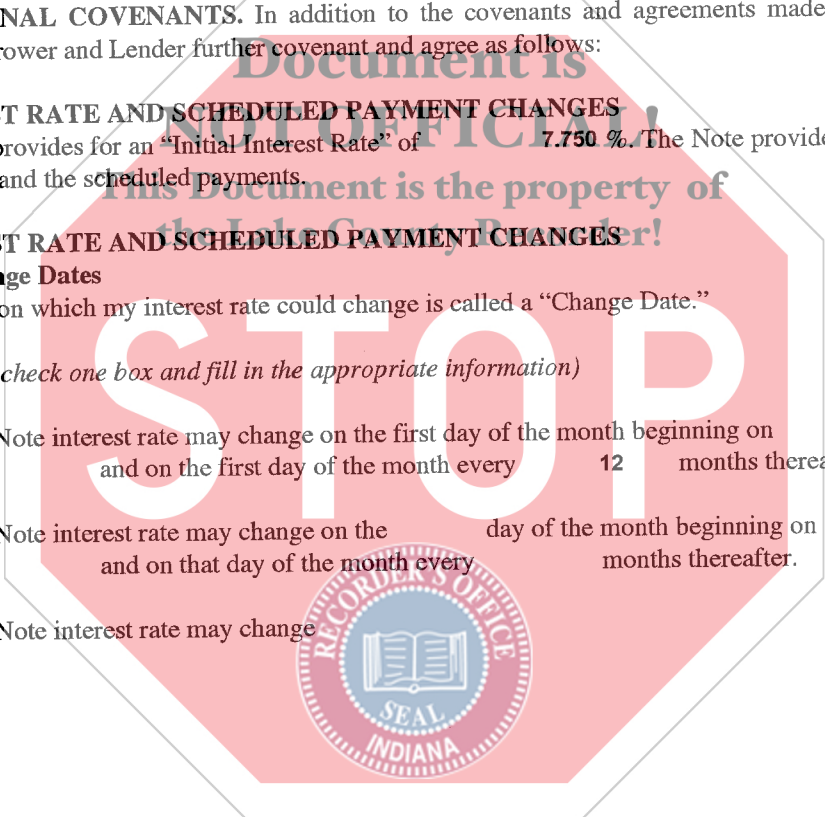 NAL COVENANTS. In addition to the covenants and agreements made
rower and Lender further covenant and agree as follows:
Document is
T RATE AND SCHEDULED PAYMENT CHANGES
NOT OFFICIAL!
provides for an “Initial Interest Rate” of 7.750 %. The Note provide
and the scheduled payments.
This Document is the property of
the Lake County Recorder!
T RATE AND SCHEDULED PAYMENT CHANGES
ge Dates
on which my interest rate could change is called a “Change Date.”
STOP
check one box and fill in the appropriate information)
Note interest rate may change on the first day of the month beginning on
and on the first day of the month every 12 months therea
Note interest rate may change on the day of the month beginning on
and on that day of the month every months thereafter.
Note interest rate may change
RECORDER'S OFFICE
SEAL
INDIANA